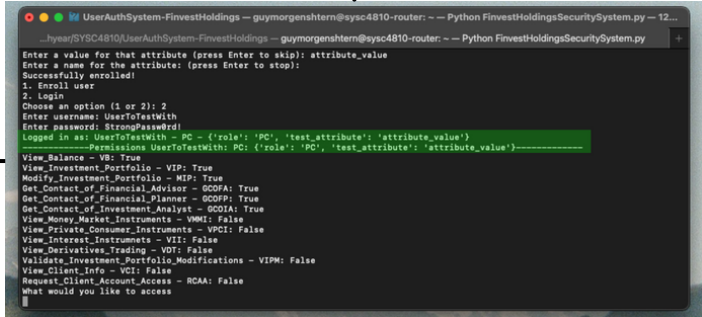 UserAuthSystem-FinvestHoldings — guymorgenshtern@sysc4810-router: ~ — Python FinvestHoldingsSecuritySystem.py — 12...
...hyear/SYSC4810/UserAuthSystem-FinvestHoldings — guymorgenshtern@sysc4810-router: ~ — Python FinvestHoldingsSecuritySystem.py +
Enter a value for that attribute (press Enter to skip): attribute_value
Enter a name for the attribute: (press Enter to stop):
Successfully enrolled!
1. Enroll user
2. Login
Choose an option (1 or 2): 2
Enter username: UserToTestWith
Enter password: StrongPassw0rd!
Logged in as: UserToTestWith - PC - {'role': 'PC', 'test_attribute': 'attribute_value'}
-------------Permissions UserToTestWith: PC: {'role': 'PC', 'test_attribute': 'attribute_value'}-------------
View_Balance - VB: True
View_Investment_Portfolio - VIP: True
Modify_Investment_Portfolio - MIP: True
Get_Contact_of_Financial_Advisor - GCOFA: True
Get_Contact_of_Financial_Planner - GCOFP: True
Get_Contact_of_Investment_Analyst - GCOIA: True
View_Money_Market_Instruments - VMMI: False
View_Private_Consumer_Instruments - VPCI: False
View_Interest_Instrumnets - VII: False
View_Derivatives_Trading - VDT: False
Validate_Investment_Portfolio_Modifications - VIPM: False
View_Client_Info - VCI: False
Request_Client_Account_Access - RCAA: False
What would you like to access